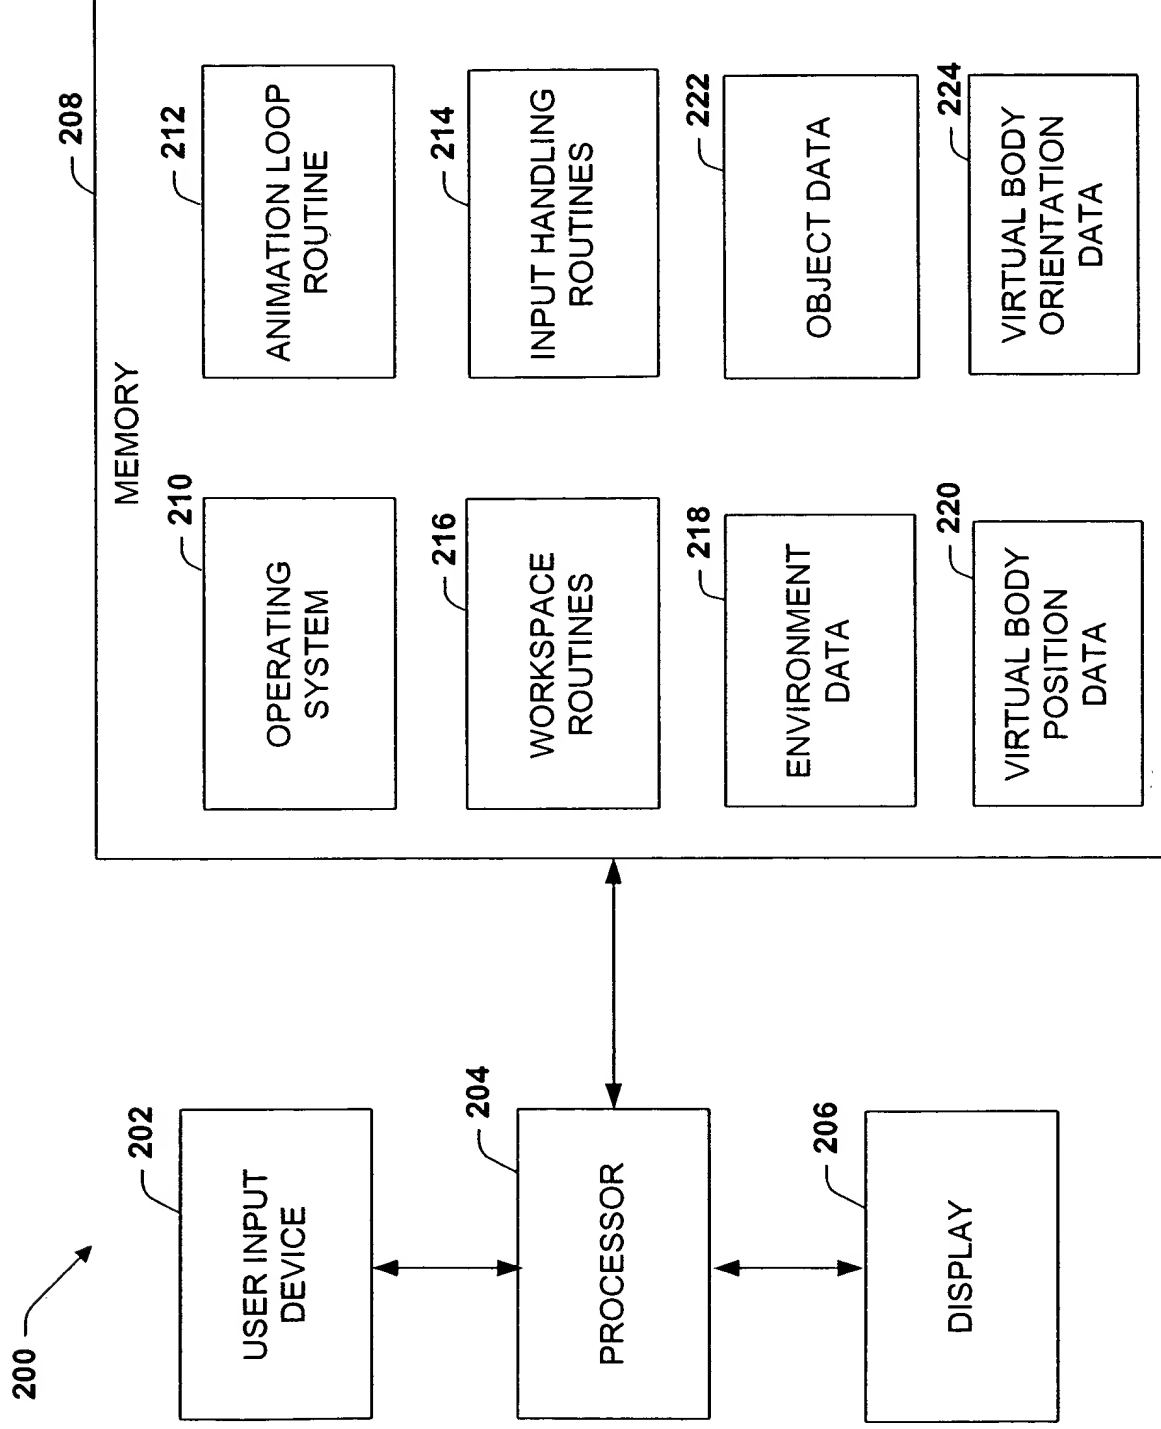 200
202
USER INPUT
DEVICE
204
PROCESSOR
206
DISPLAY
208
MEMORY
210
OPERATING
SYSTEM
212
ANIMATION LOOP
ROUTINE
216
WORKSPACE
ROUTINES
214
INPUT HANDLING
ROUTINES
218
ENVIRONMENT
DATA
222
OBJECT DATA
220
VIRTUAL BODY
POSITION
DATA
224
VIRTUAL BODY
ORIENTATION
DATA